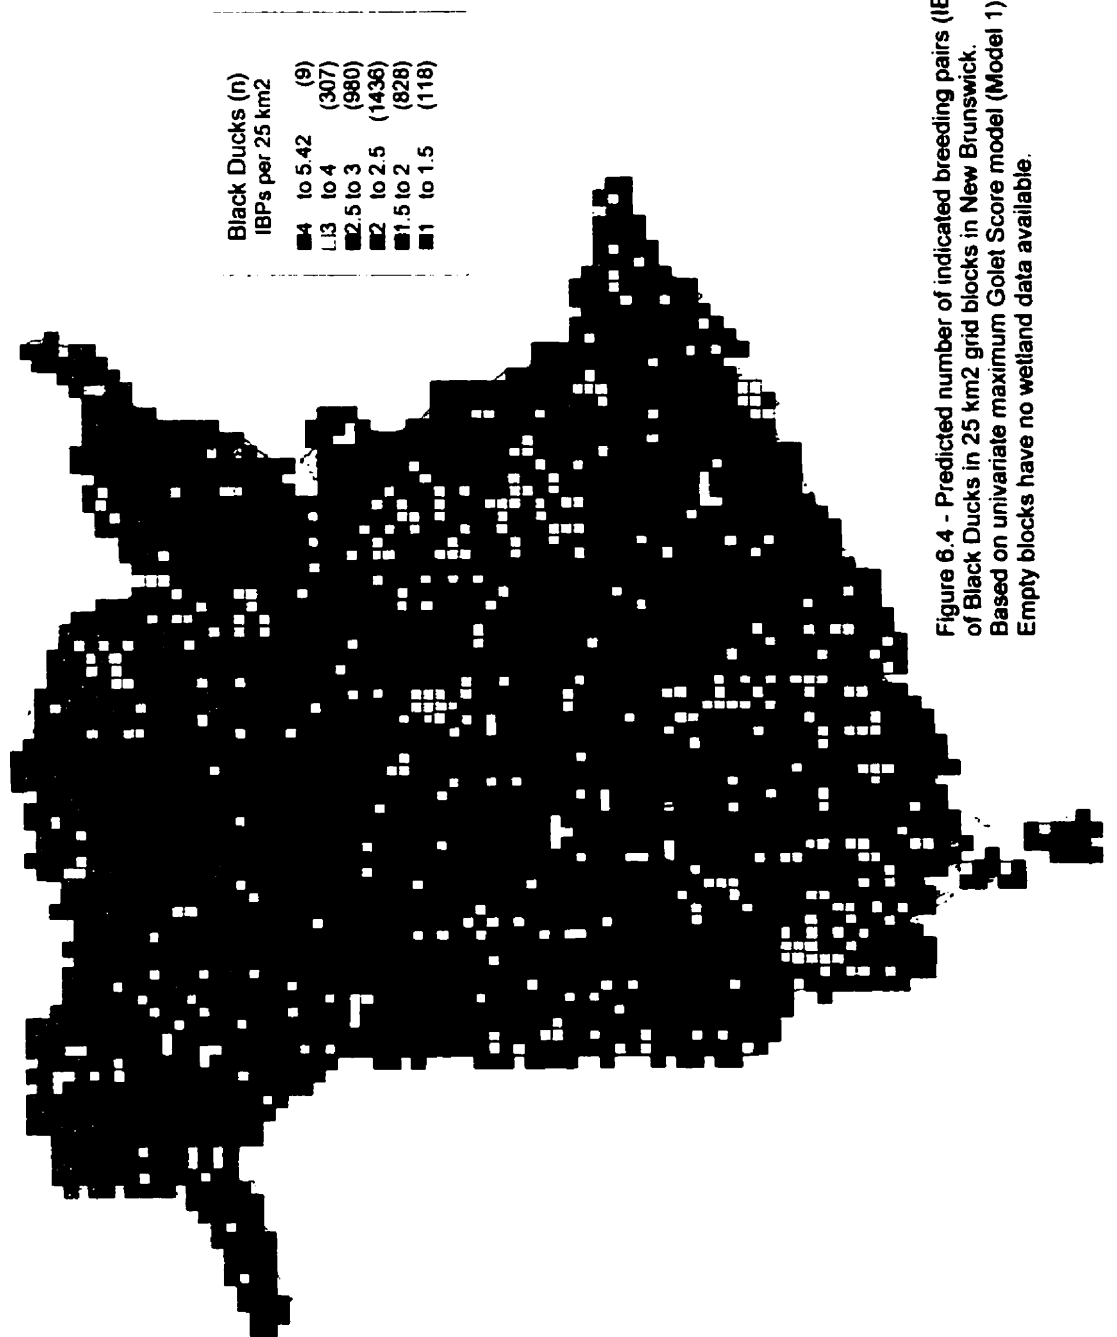 Black Ducks (n)
IBPs per 25 km2
4 to 5.42 (9)
3 to 4 (307)
2.5 to 3 (980)
2 to 2.5 (1436)
1.5 to 2 (828)
1 to 1.5 (118)
Figure 6.4 - Predicted number of indicated breeding pairs
of Black Ducks in 25 km2 grid blocks in New Brunswick.
Based on univariate maximum Golet Score model (Model 1)
Empty blocks have no wetland data available.